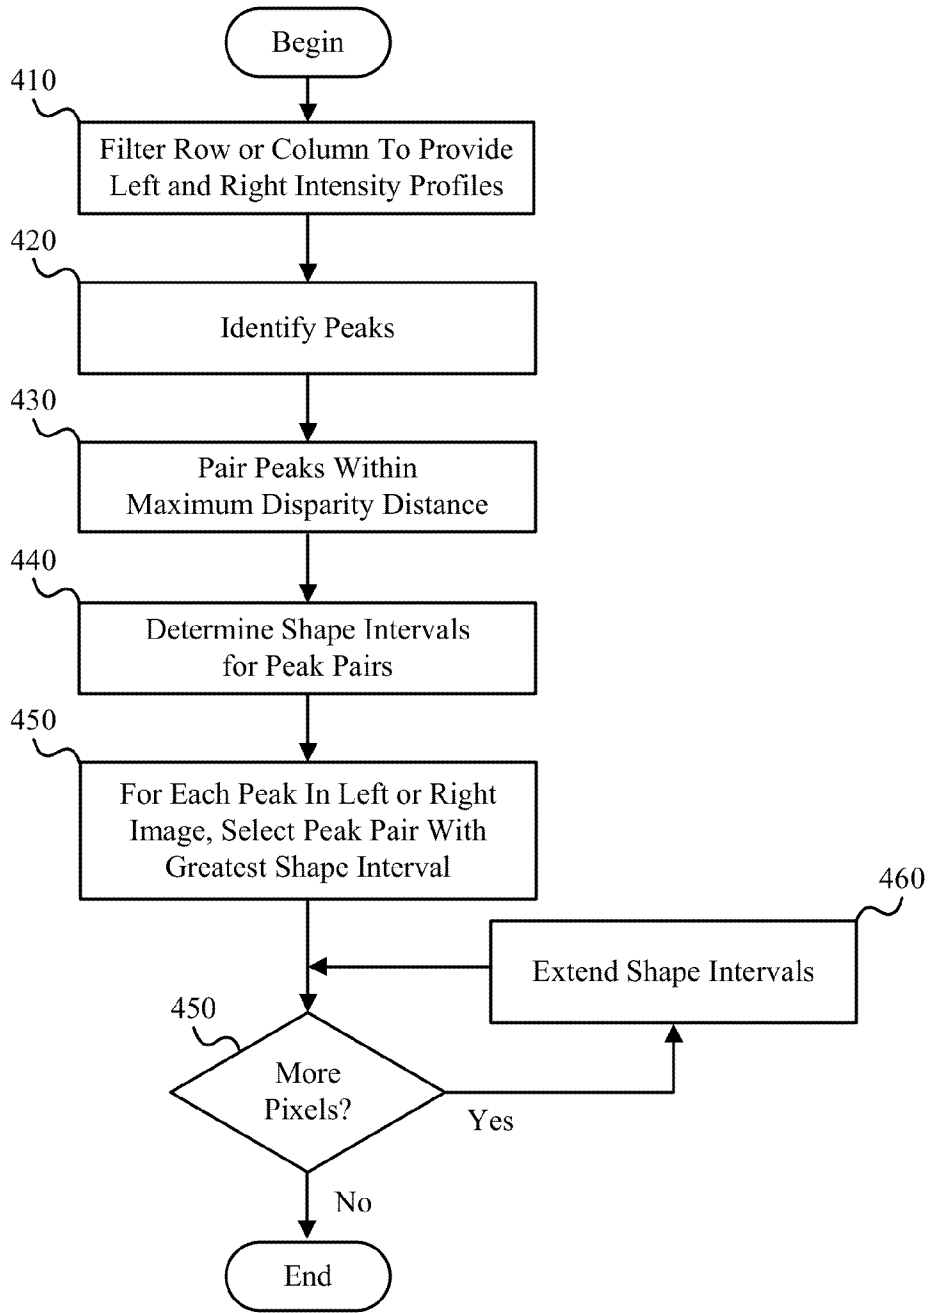 Begin
410
Filter Row or Column To Provide
Left and Right Intensity Profiles
420
Identify Peaks
430
Pair Peaks Within
Maximum Disparity Distance
440
Determine Shape Intervals
for Peak Pairs
450
For Each Peak In Left or Right
Image, Select Peak Pair With
Greatest Shape Interval
460
Extend Shape Intervals
450
More
Pixels?
Yes
No
End